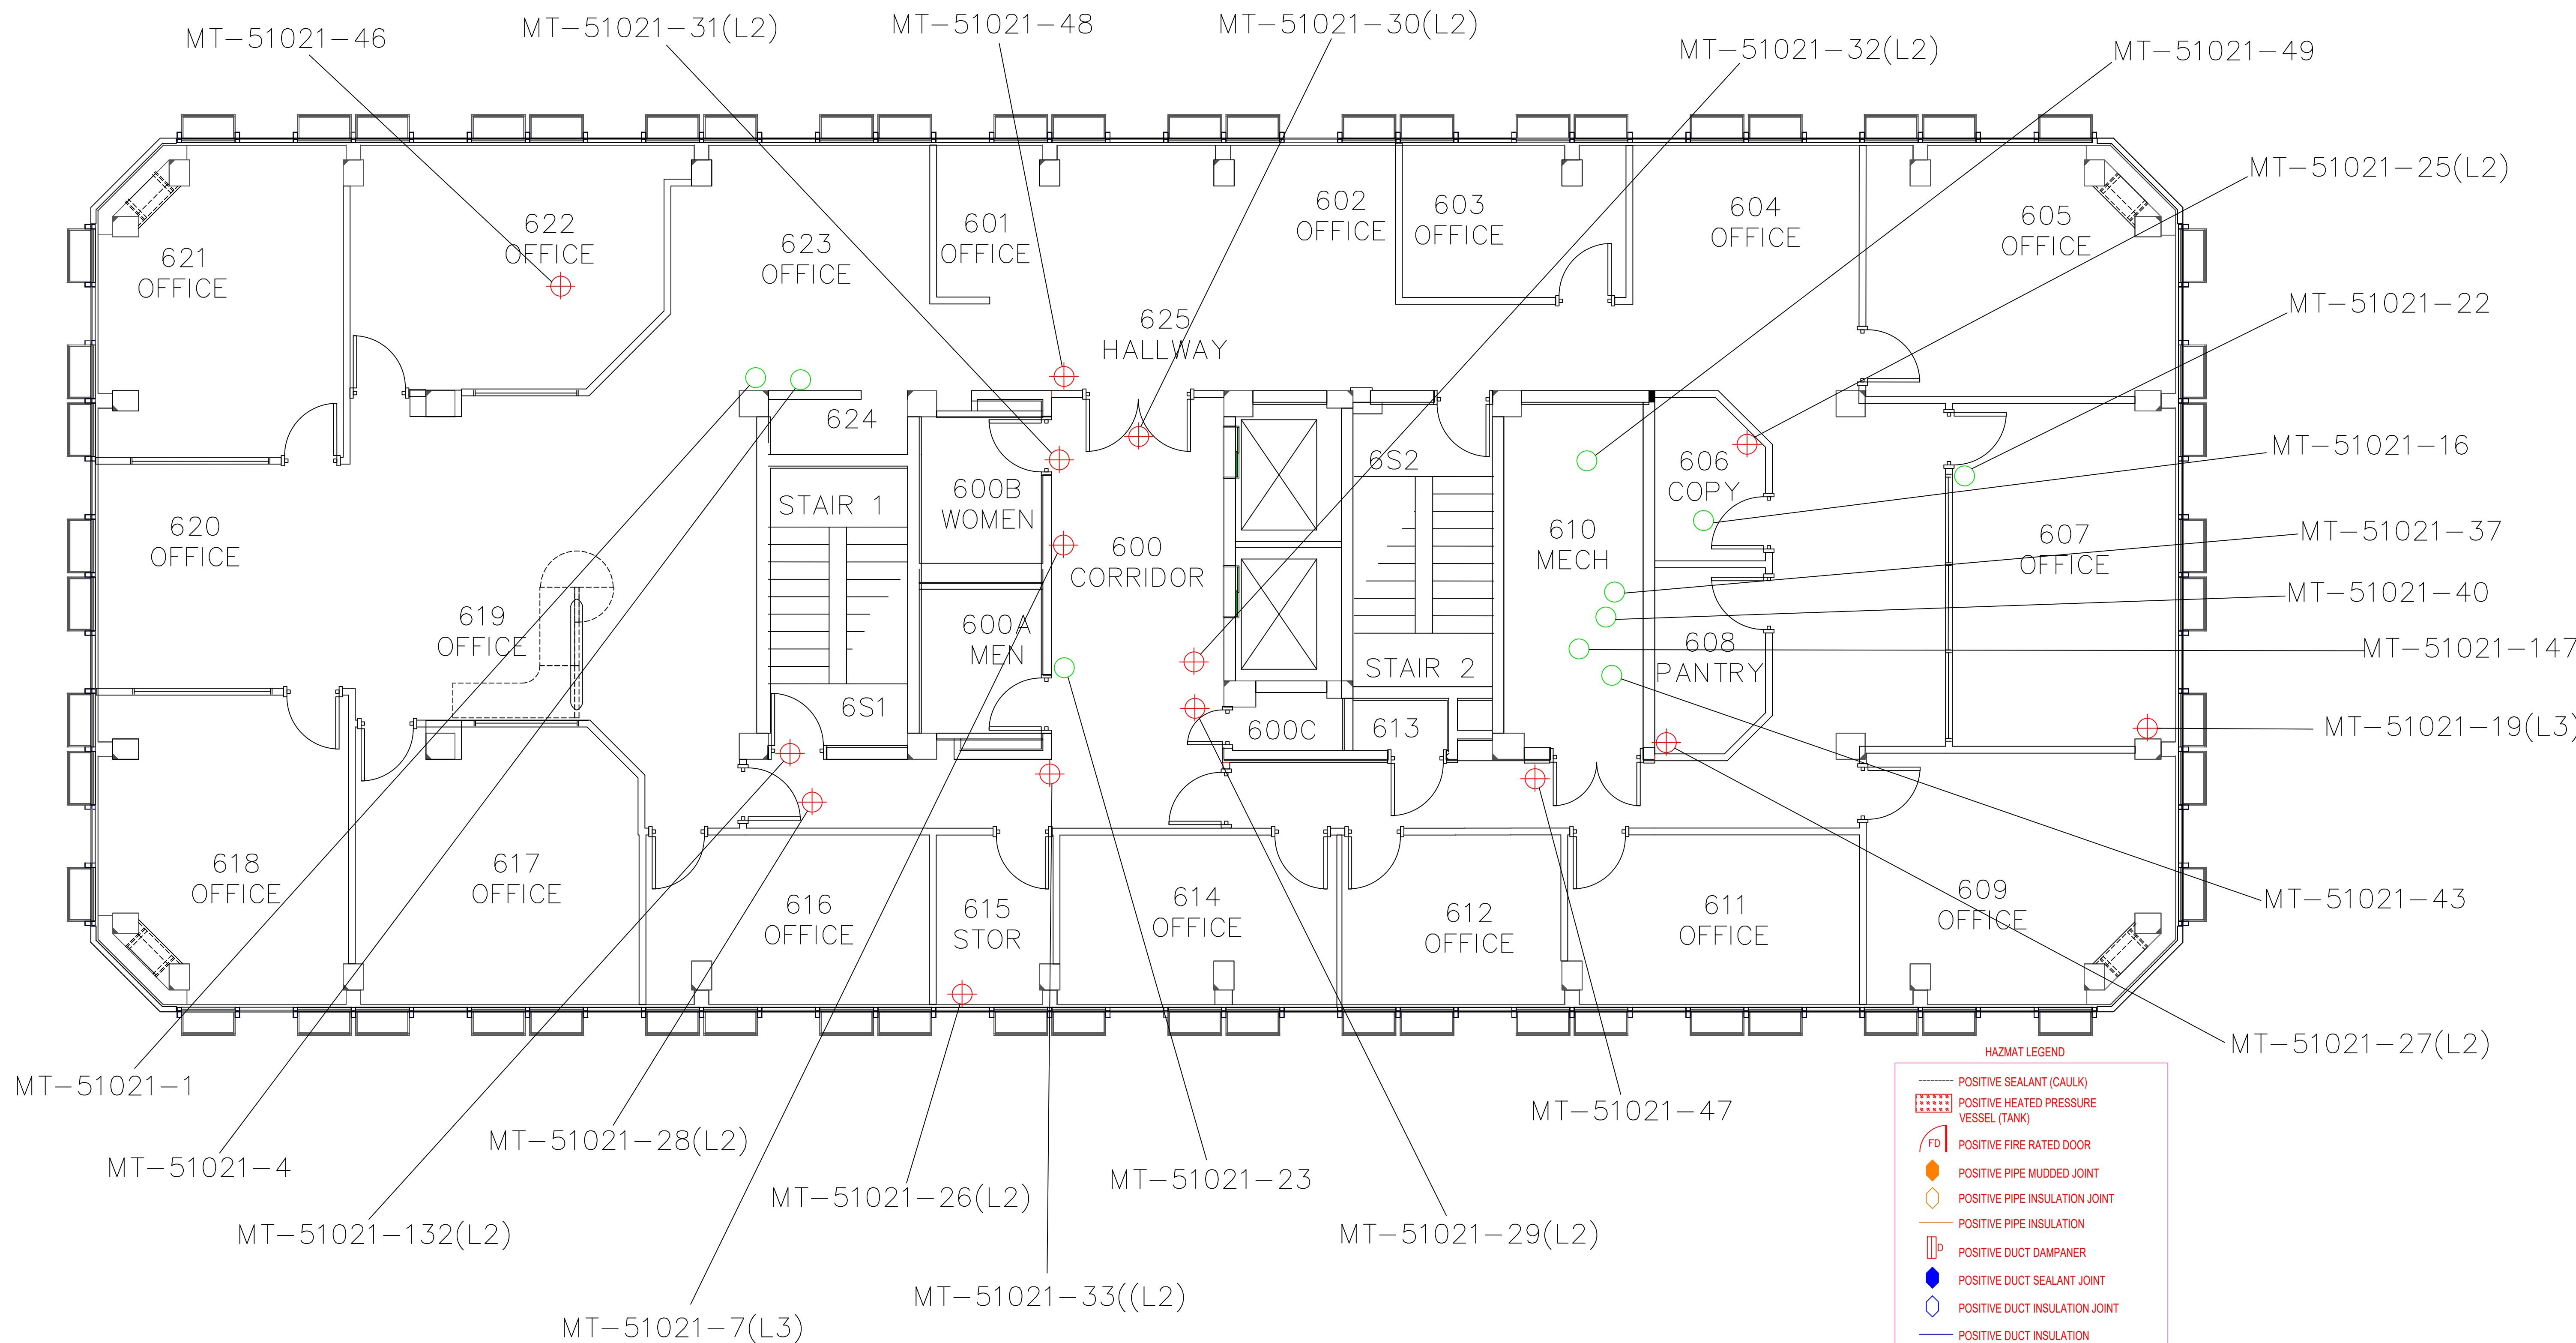 MT-51021-46
MT-51021-31(L2)
MT-51021-48
MT-51021-30(L2)
MT-51021-32(L2)
MT-51021-49
MT-51021-25(L2)
MT-51021-22
MT-51021-16
MT-51021-37
MT-51021-40
MT-51021-147
MT-51021-19(L3)
MT-51021-43
MT-51021-27(L2)
621
OFFICE
622
OFFICE
623
OFFICE
601
OFFICE
602
OFFICE
603
OFFICE
604
OFFICE
605
OFFICE
625
HALLWAY
624
STAIR 1
600B
WOMEN
600
CORRIDOR
6S2
606
COPY
610
MECH
607
OFFICE
620
OFFICE
619
OFFICE
600A
MEN
STAIR 2
608
PANTRY
6S1
600C
613
618
OFFICE
617
OFFICE
616
OFFICE
615
STOR
614
OFFICE
612
OFFICE
611
OFFICE
609
OFFICE
MT-51021-1
MT-51021-4
MT-51021-132(L2)
MT-51021-28(L2)
MT-51021-7(L3)
MT-51021-26(L2)
MT-51021-33((L2)
MT-51021-23
MT-51021-29(L2)
MT-51021-47
HAZMAT LEGEND
POSITIVE SEALANT (CAULK)
POSITIVE HEATED PRESSURE
VESSEL (TANK)
FD POSITIVE FIRE RATED DOOR
POSITIVE PIPE MUDDED JOINT
POSITIVE PIPE INSULATION JOINT
POSITIVE PIPE INSULATION
D POSITIVE DUCT DAMPANER
POSITIVE DUCT SEALANT JOINT
POSITIVE DUCT INSULATION JOINT
POSITIVE DUCT INSULATION